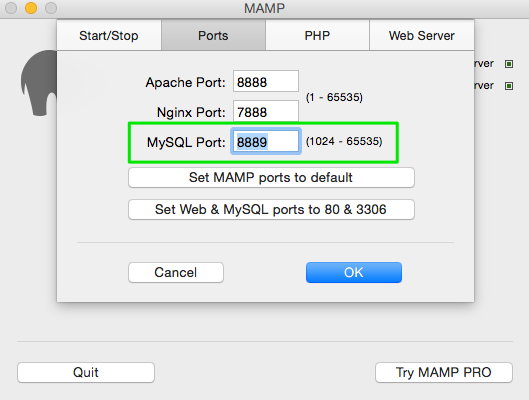 MAMP
Start/Stop Ports PHP Web Server
Apache Port: 8888
(1 - 65535)
Nginx Port: 7888
MySQL Port: 8889 (1024 - 65535)
Set MAMP ports to default
Set Web & MySQL ports to 80 & 3306
Cancel OK
Quit Try MAMP PRO